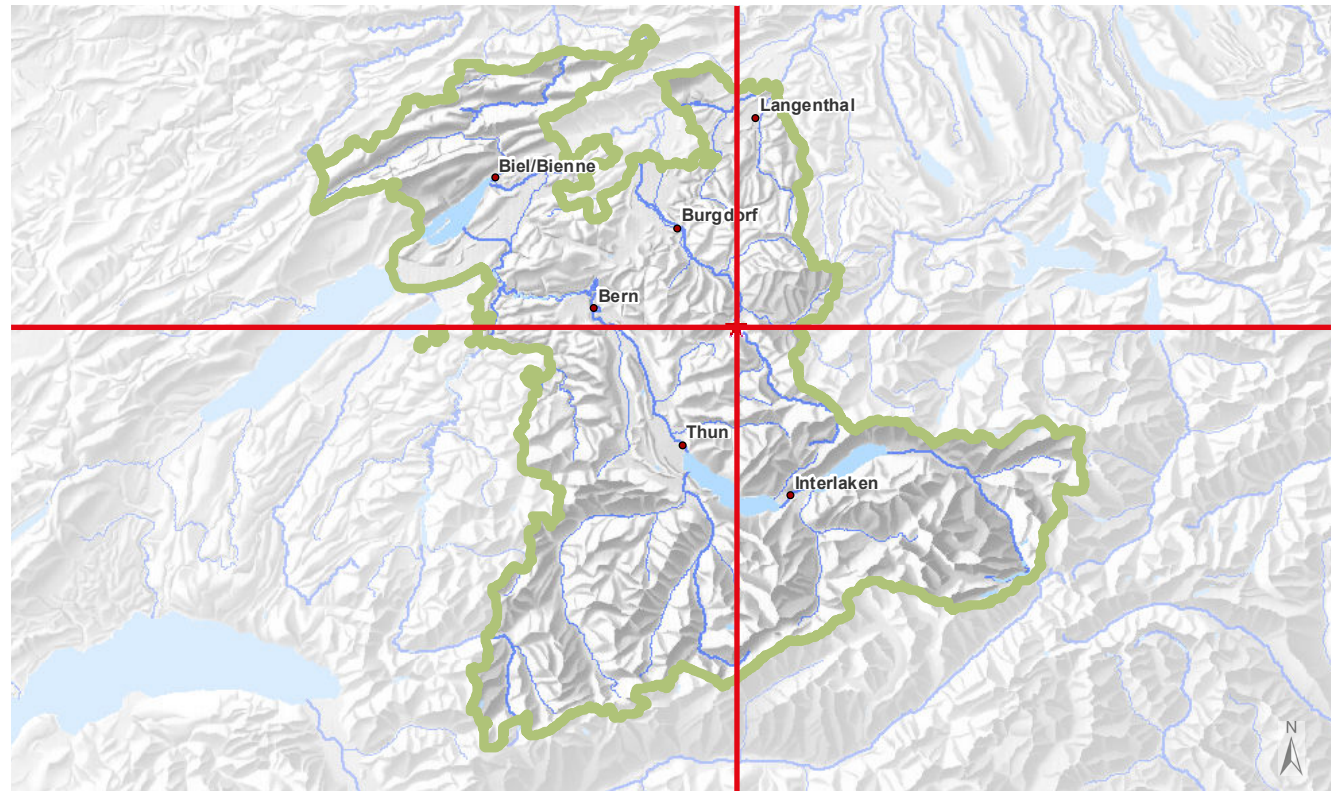 Langenthal
Biel/Bienne
Burgdorf
Bern
Thun
Interlaken
N